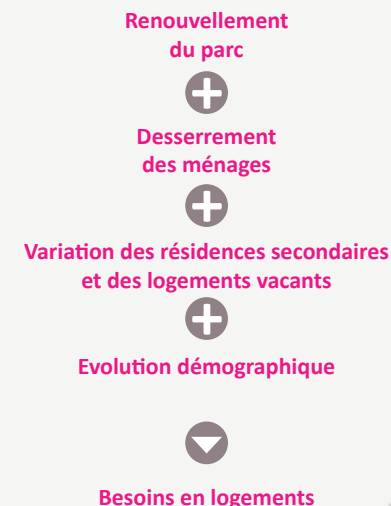 Renouvellement
du parc
Desserrement
des ménages
Variation des résidences secondaires
et des logements vacants
Evolution démographique
Besoins en logements